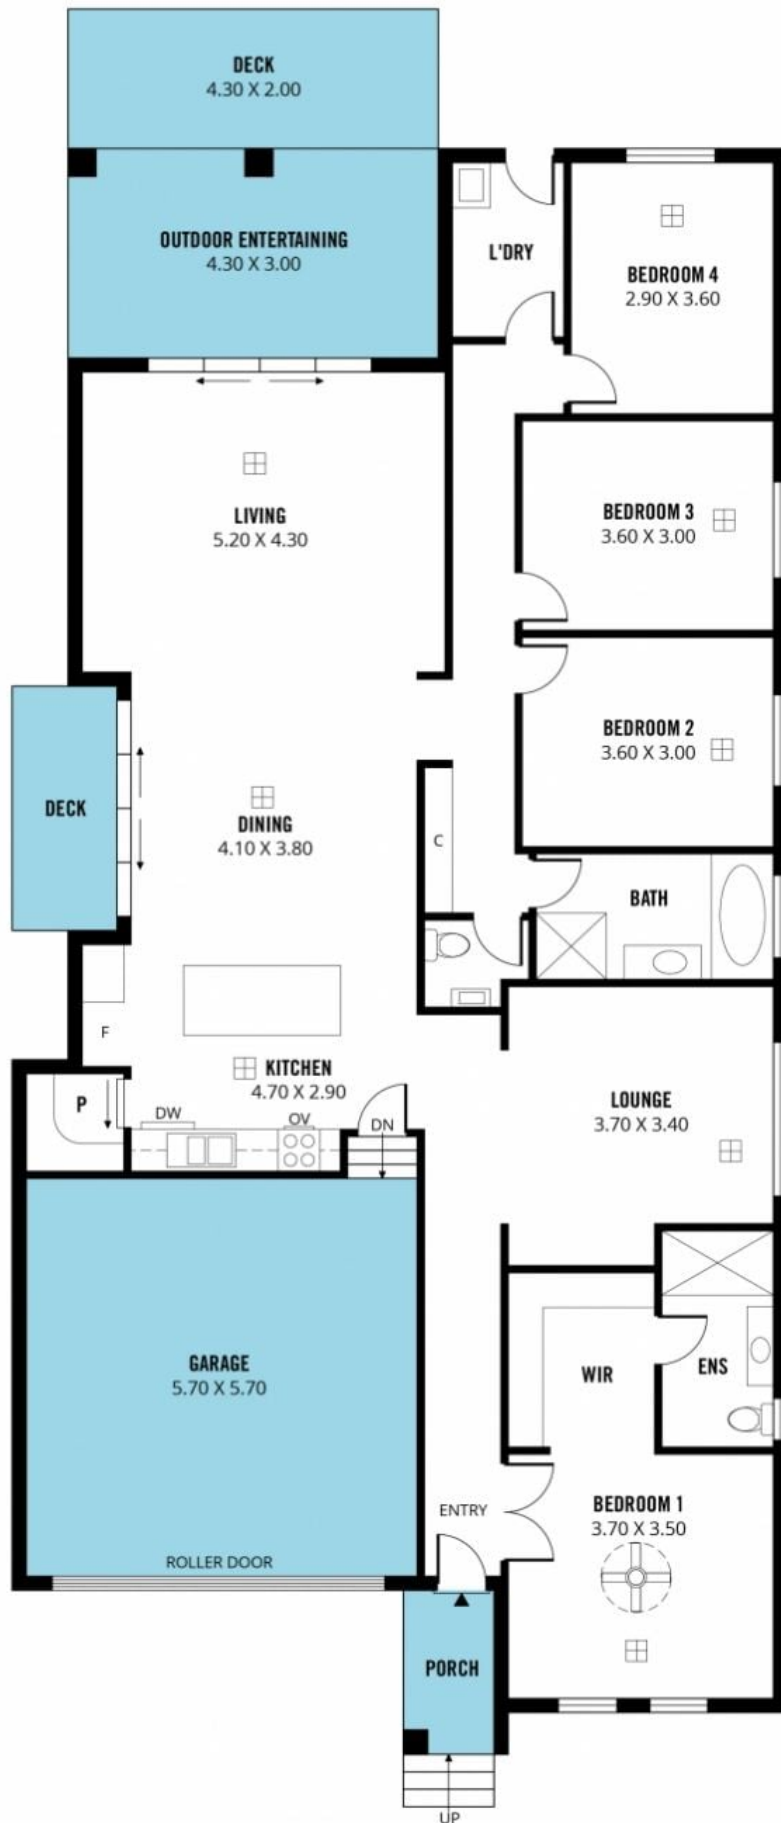 DECK
4.30 X 2.00
OUTDOOR ENTERTAINING
4.30 X 3.00
L'DRY
BEDROOM 4
2.90 X 3.60
LIVING
5.20 X 4.30
BEDROOM 3
3.60 X 3.00
BEDROOM 2
3.60 X 3.00
DECK
DINING
4.10 X 3.80
C
BATH
F
KITCHEN
4.70 X 2.90
P
DW
OV
DN
LOUNGE
3.70 X 3.40
GARAGE
5.70 X 5.70
WIR
ENS
ENTRY
BEDROOM 1
3.70 X 3.50
ROLLER DOOR
PORCH
UP